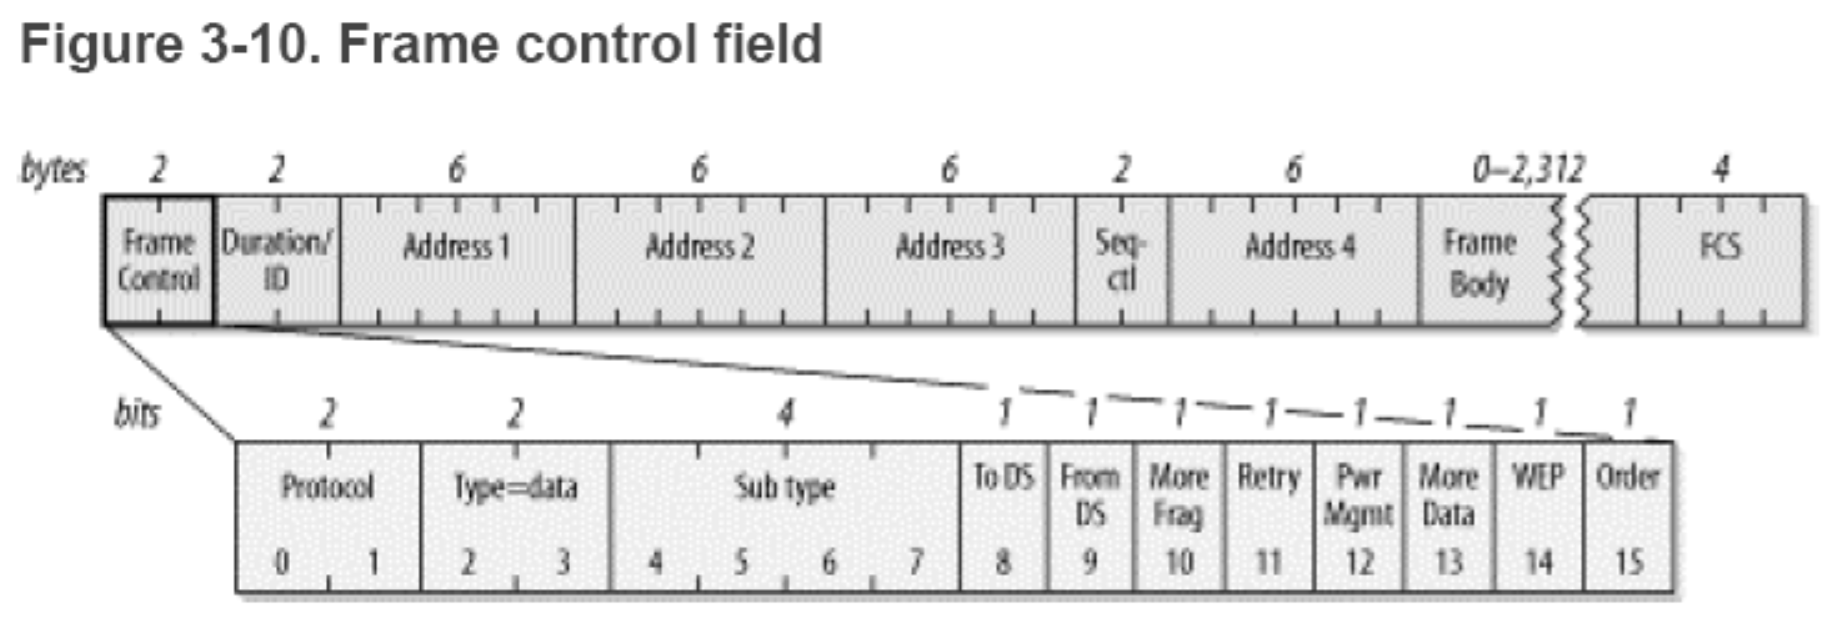 Figure 3-10. Frame control field
bytes 2 2 6 6 6 2 6 0–2,312 4
Frame Control Duration/ ID Address 1 Address 2 Address 3 Seq- ctl Address 4 Frame Body FCS
bits 2 2 4 1 1 1 1 1 1 1 1
Protocol Type=data Sub type To DS From DS More Frag Retry Pwr Mgmt More Data WEP Order
0 1 2 3 4 5 6 7 8 9 10 11 12 13 14 15